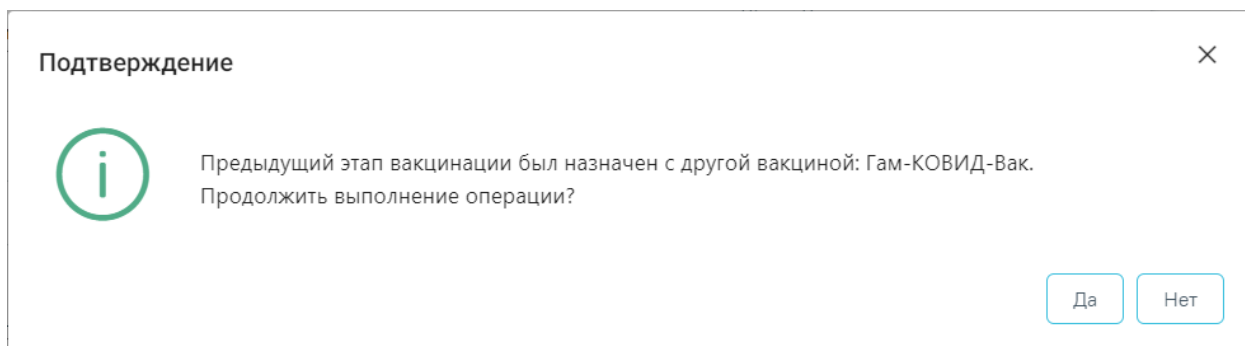 Подтверждение
Предыдущий этап вакцинации был назначен с другой вакциной: Гам-КОВИД-Вак.
Продолжить выполнение операции?
Да
Нет